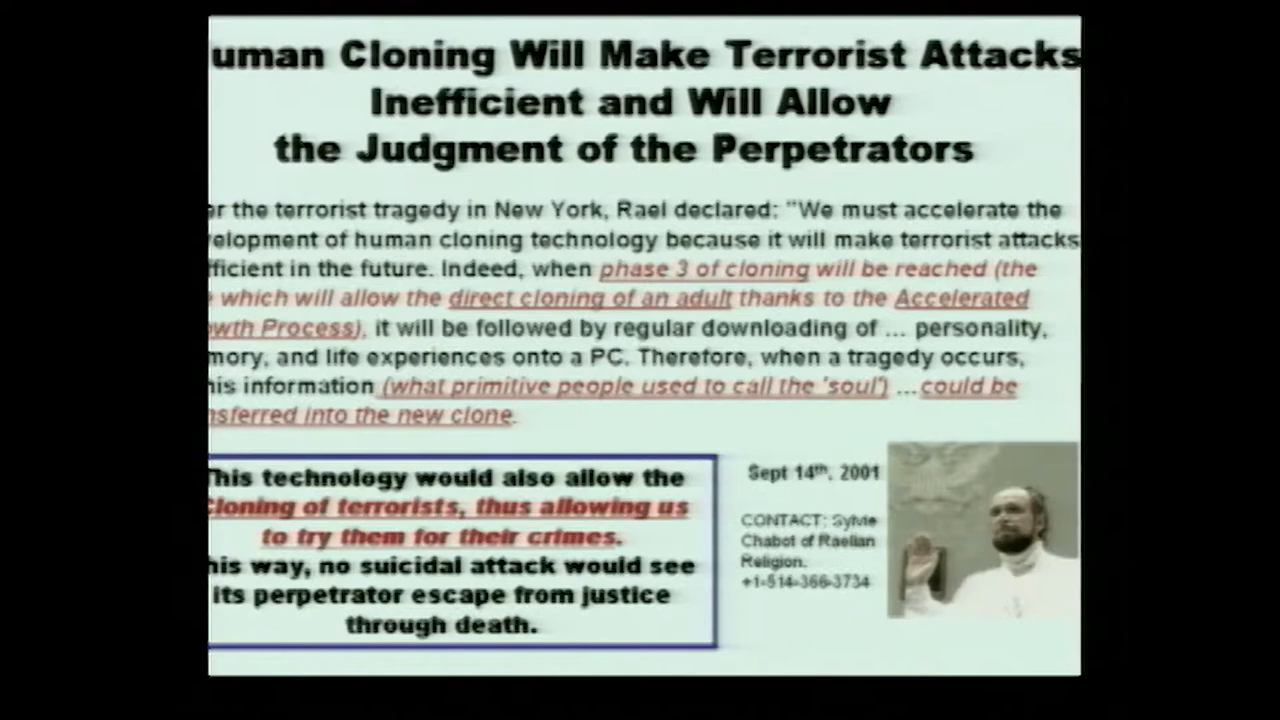 uman Cloning Will Make Terrorist Attacks
Inefficient and Will Allow
the Judgment of the Perpetrators
er the terrorist tragedy in New York, Rael declared: "We must accelerate the
elopment of human cloning technology because it will make terrorist attacks
fficient in the future. Indeed, when phase 3 of cloning will be reached (the
which will allow the direct cloning of an adult thanks to the Accelerated
wth Process), it will be followed by regular downloading of ... personality,
mory, and life experiences onto a PC. Therefore, when a tragedy occurs,
his information (what primitive people used to call the 'soul') ...could be
nsferred into the new clone.
This technology would also allow the
Cloning of terrorists, thus allowing us
to try them for their crimes.
his way, no suicidal attack would see
its perpetrator escape from justice
through death.
Sept 14th, 2001
CONTACT: Sylvie
Chabot of Raelian
Religion.
+1-514-366-3734